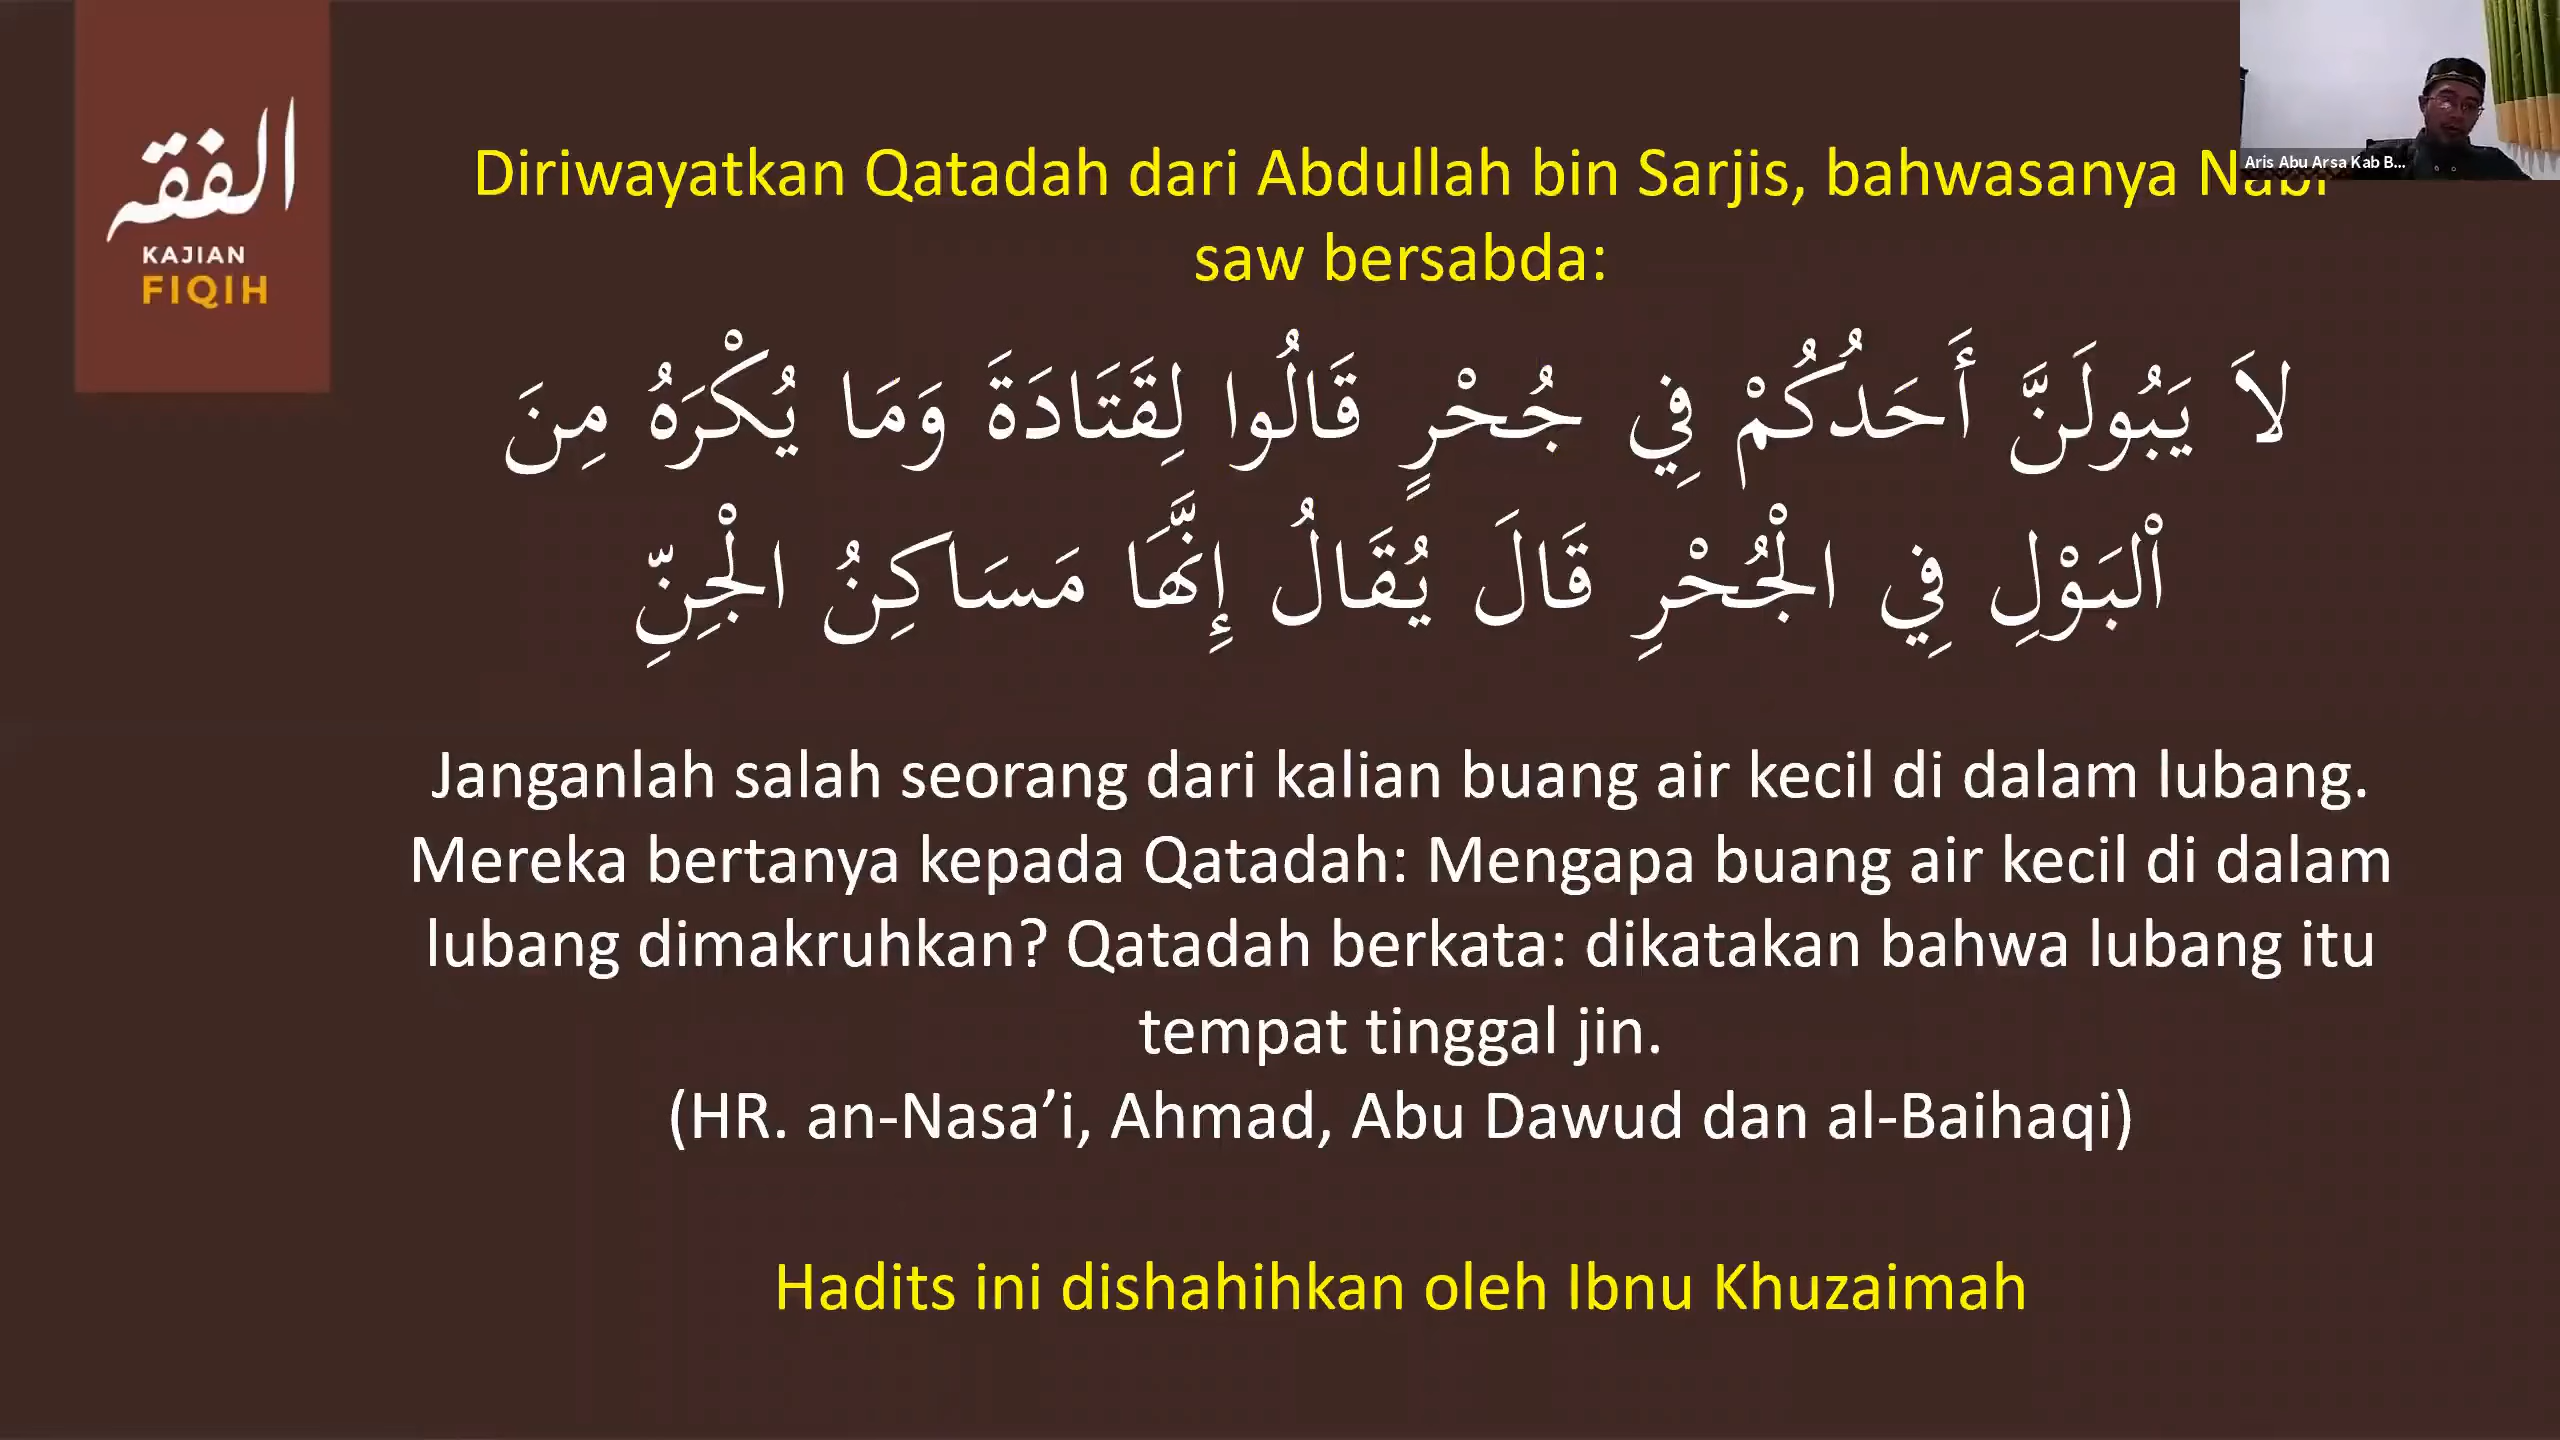 الفقه
KAJIAN
FIQIH
Aris Abu Arsa Kab B...
Diriwayatkan Qatadah dari Abdullah bin Sarjis, bahwasanya Nabi
saw bersabda:
لاَ يَبُولَنَّ أَحَدُكُمْ فِي جُحْرٍ قَالُوا لِقَتَادَةَ وَمَا يُكْرَهُ مِنَ
اْلبَوْلِ فِي الْجُحْرِ قَالَ يُقَالُ إِنَّهَا مَسَاكِنُ الْجِنِّ
Janganlah salah seorang dari kalian buang air kecil di dalam lubang.
Mereka bertanya kepada Qatadah: Mengapa buang air kecil di dalam
lubang dimakruhkan? Qatadah berkata: dikatakan bahwa lubang itu
tempat tinggal jin.
(HR. an-Nasa’i, Ahmad, Abu Dawud dan al-Baihaqi)
Hadits ini dishahihkan oleh Ibnu Khuzaimah